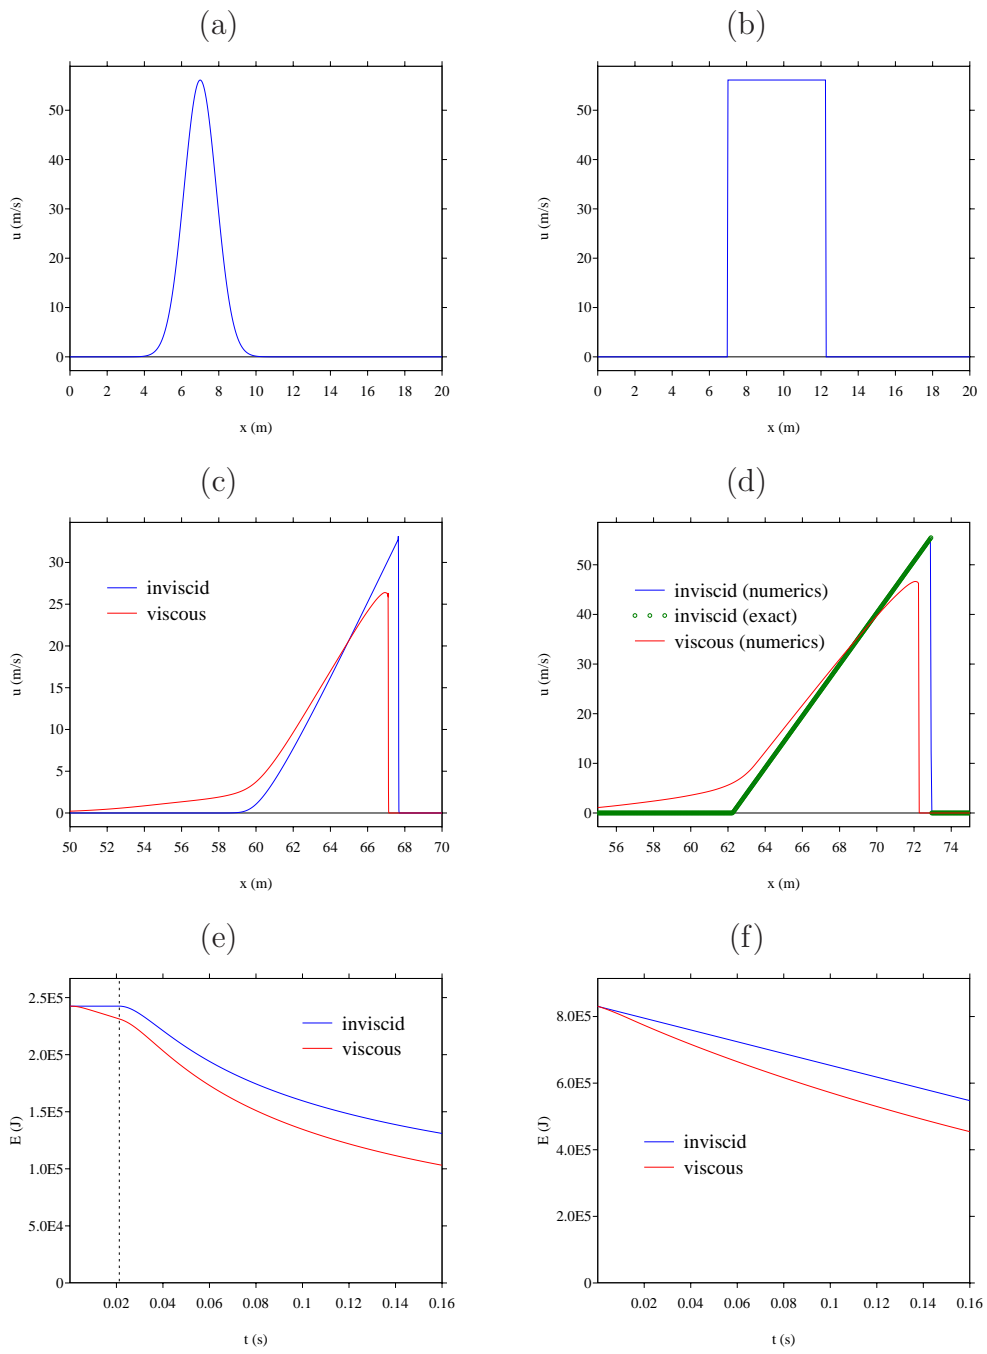 (a)
u (m/s)
50
40
30
20
10
0
0 2 4 6 8 10 12 14 16 18 20
x (m)
(b)
u (m/s)
50
40
30
20
10
0
0 2 4 6 8 10 12 14 16 18 20
x (m)
(c)
u (m/s)
30
25
20
15
10
5
0
inviscid
viscous
50 52 54 56 58 60 62 64 66 68 70
x (m)
(d)
u (m/s)
50
40
30
20
10
0
inviscid (numerics)
inviscid (exact)
viscous (numerics)
56 58 60 62 64 66 68 70 72 74
x (m)
(e)
E (J)
2.5E5
2.0E5
1.5E5
1.0E5
5.0E4
0
inviscid
viscous
0.02 0.04 0.06 0.08 0.1 0.12 0.14 0.16
t (s)
(f)
E (J)
8.0E5
6.0E5
4.0E5
2.0E5
0
inviscid
viscous
0.02 0.04 0.06 0.08 0.1 0.12 0.14 0.16
t (s)